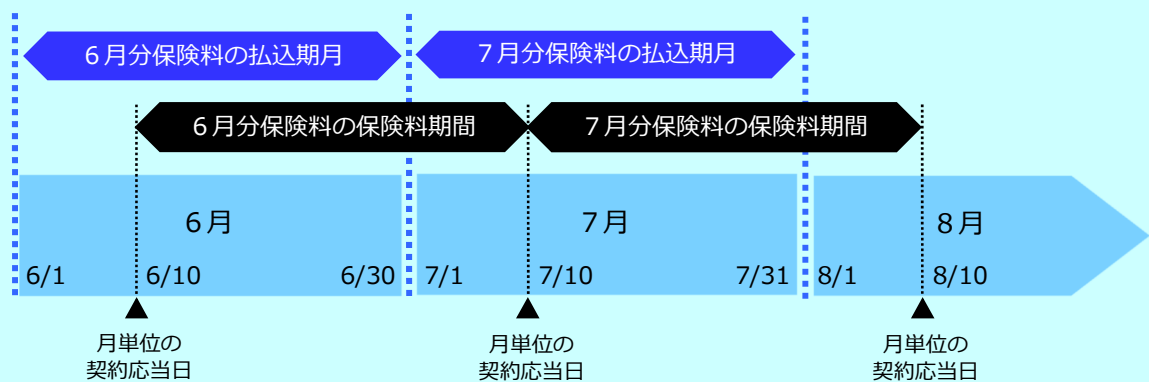 ６月分保険料の払込期月
７月分保険料の払込期月
６月分保険料の保険料期間
７月分保険料の保険料期間
６月
７月
８月
6/1
6/10
6/30
7/1
7/10
7/31
8/1
8/10
月単位の
契約応当日
月単位の
契約応当日
月単位の
契約応当日